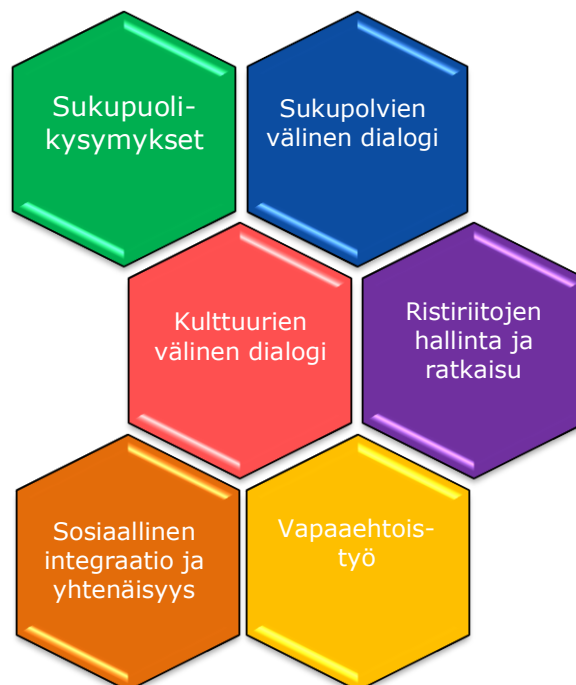 Sukupuoli-
kysymykset
Sukupolvien
välinen dialogi
Kulttuurien
välinen dialogi
Ristiriitojen
hallinta ja
ratkaisu
Sosiaallinen
integraatio ja
yhtenäisyys
Vapaaehtois-
työ